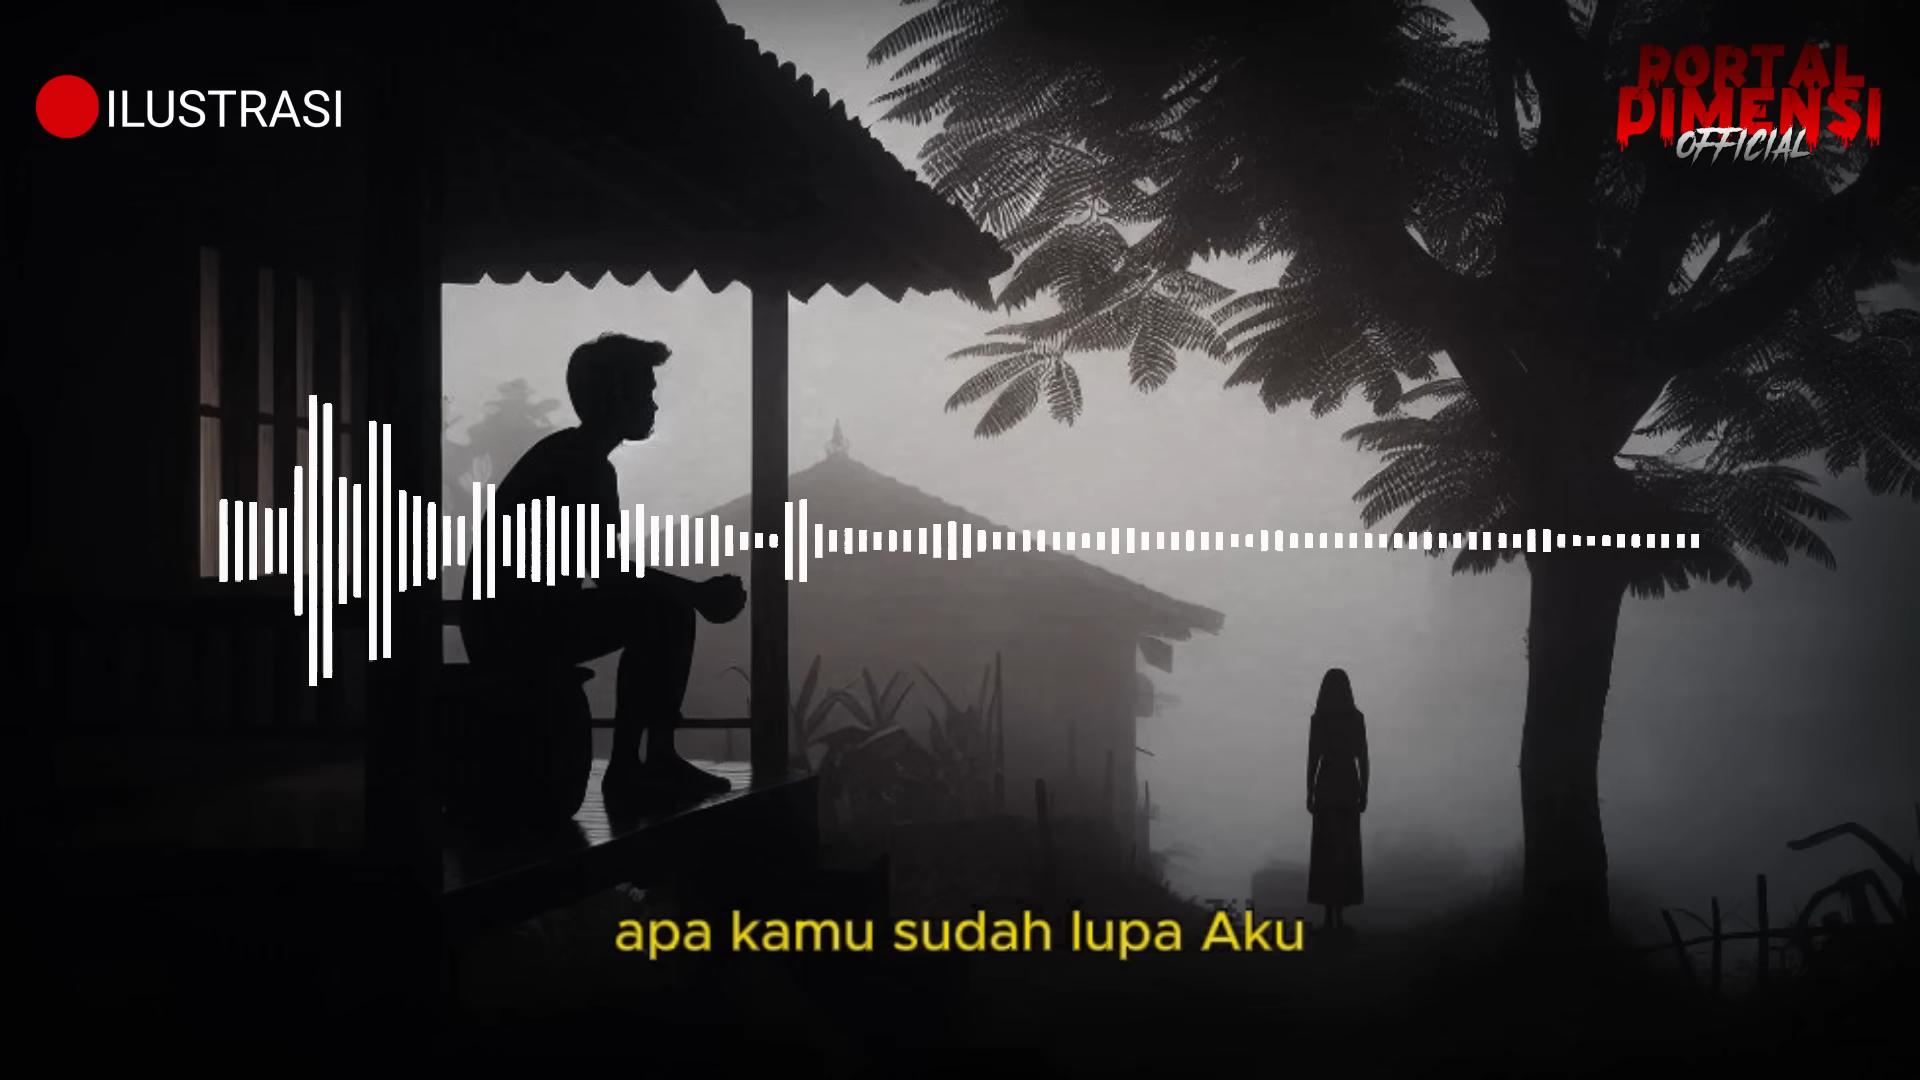 ILUSTRASI
PORTAL
DIMENSI
OFFICIAL
apa kamu sudah lupa Aku